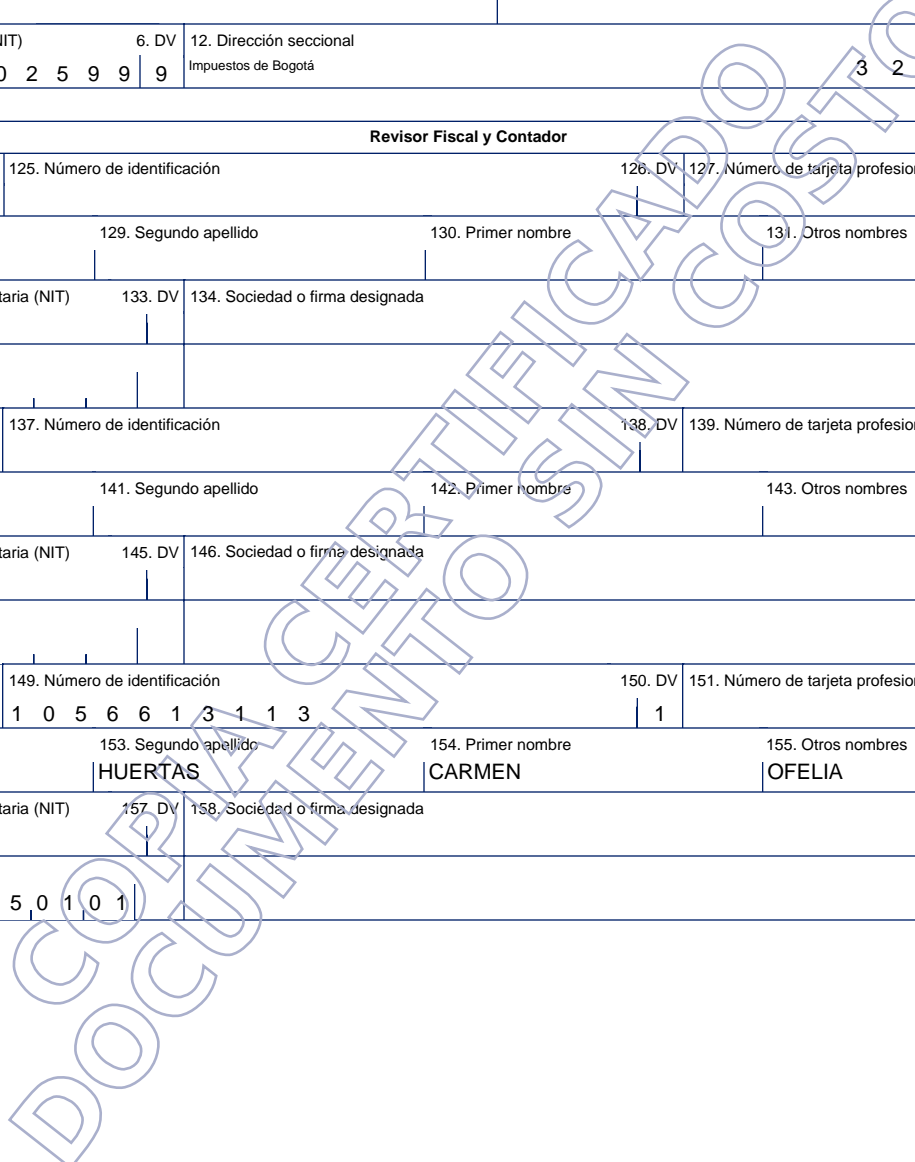 NIT) 6. DV 12. Dirección seccional
0 2 5 9 9 9 Impuestos de Bogotá 3 2
Revisor Fiscal y Contador
125. Número de identificación 126. DV 127. Número de tarjeta profesion
129. Segundo apellido 130. Primer nombre 131. Otros nombres
taria (NIT) 133. DV 134. Sociedad o firma designada
137. Número de identificación 138. DV 139. Número de tarjeta profesion
141. Segundo apellido 142. Primer nombre 143. Otros nombres
taria (NIT) 145. DV 146. Sociedad o firma designada
149. Número de identificación 150. DV 151. Número de tarjeta profesion
1 0 5 6 6 1 3 1 1 3 1
153. Segundo apellido 154. Primer nombre 155. Otros nombres
HUERTAS CARMEN OFELIA
taria (NIT) 157. DV 158. Sociedad o firma designada
5 0 1 0 1
COPIA CERTIFICADO
DOCUMENTO SIN COSTO